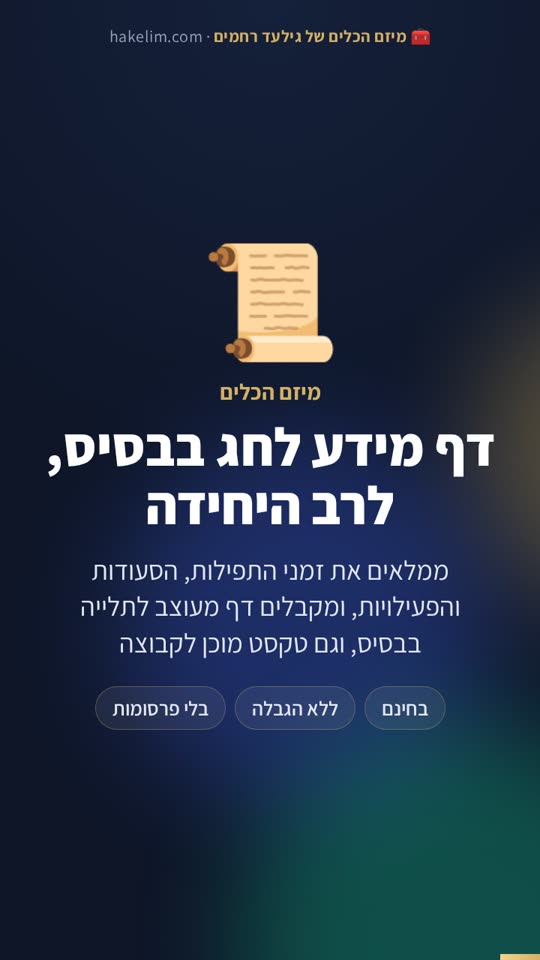 🧰 מיזם הכלים של גילעד רחמים · hakelim.com
מיזם הכלים
דף מידע לחג בבסיס,
לרב היחידה
ממלאים את זמני התפילות, הסעודות
והפעילויות, ומקבלים דף מעוצב לתלייה
בבסיס, וגם טקסט מוכן לקבוצה
בחינם
ללא הגבלה
בלי פרסומות